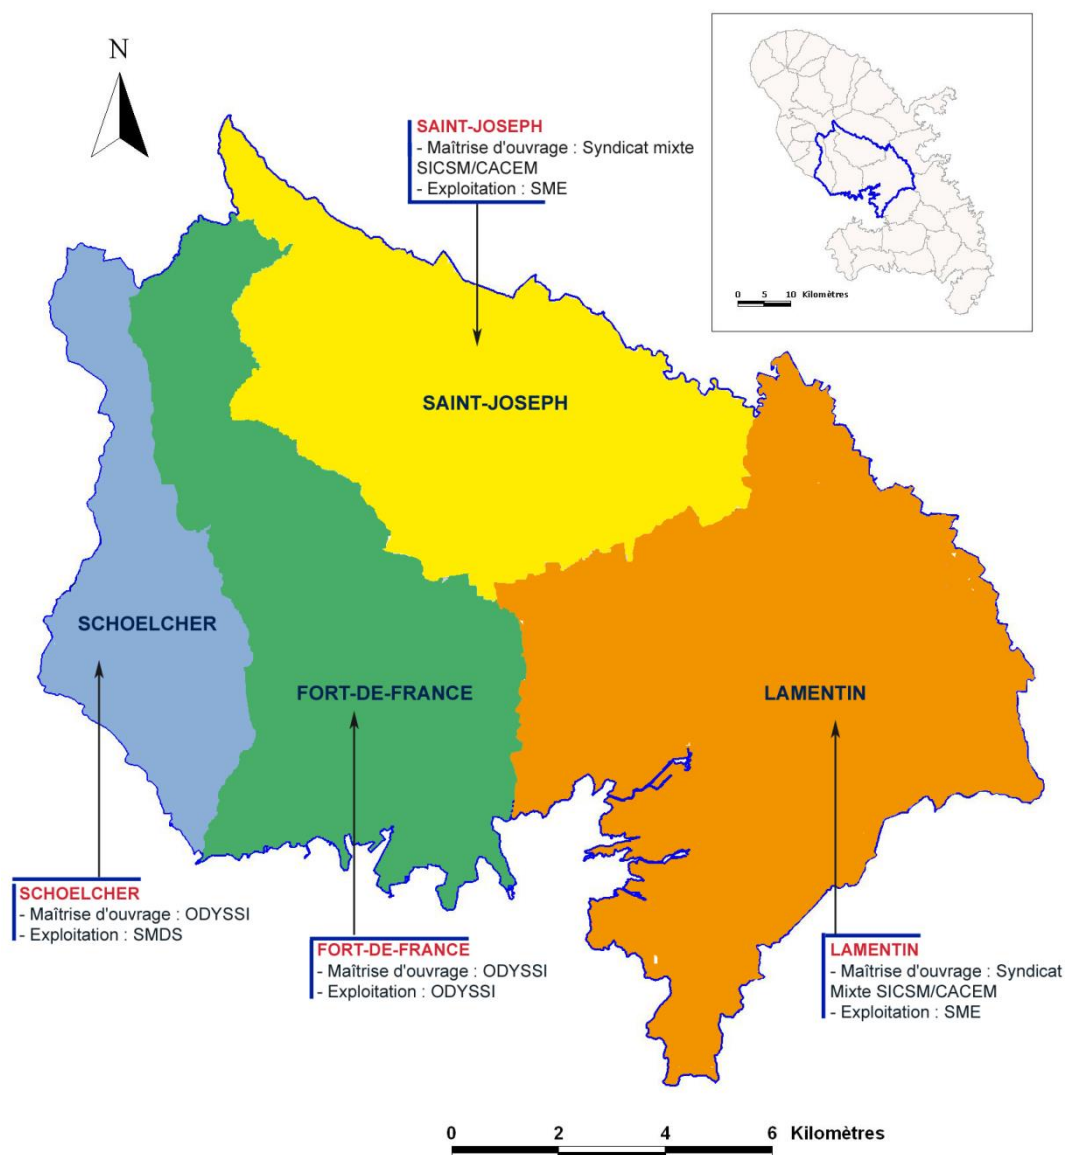 N
SAINT-JOSEPH
- Maîtrise d'ouvrage : Syndicat mixte
SICSM/CACEM
- Exploitation : SME
0 5 10 Kilomètres
SAINT-JOSEPH
SCHOELCHER
FORT-DE-FRANCE
LAMENTIN
SCHOELCHER
- Maîtrise d'ouvrage : ODYSSI
- Exploitation : SMDS
FORT-DE-FRANCE
- Maîtrise d'ouvrage : ODYSSI
- Exploitation : ODYSSI
LAMENTIN
- Maîtrise d'ouvrage : Syndicat
Mixte SICSM/CACEM
- Exploitation : SME
0 2 4 6 Kilomètres